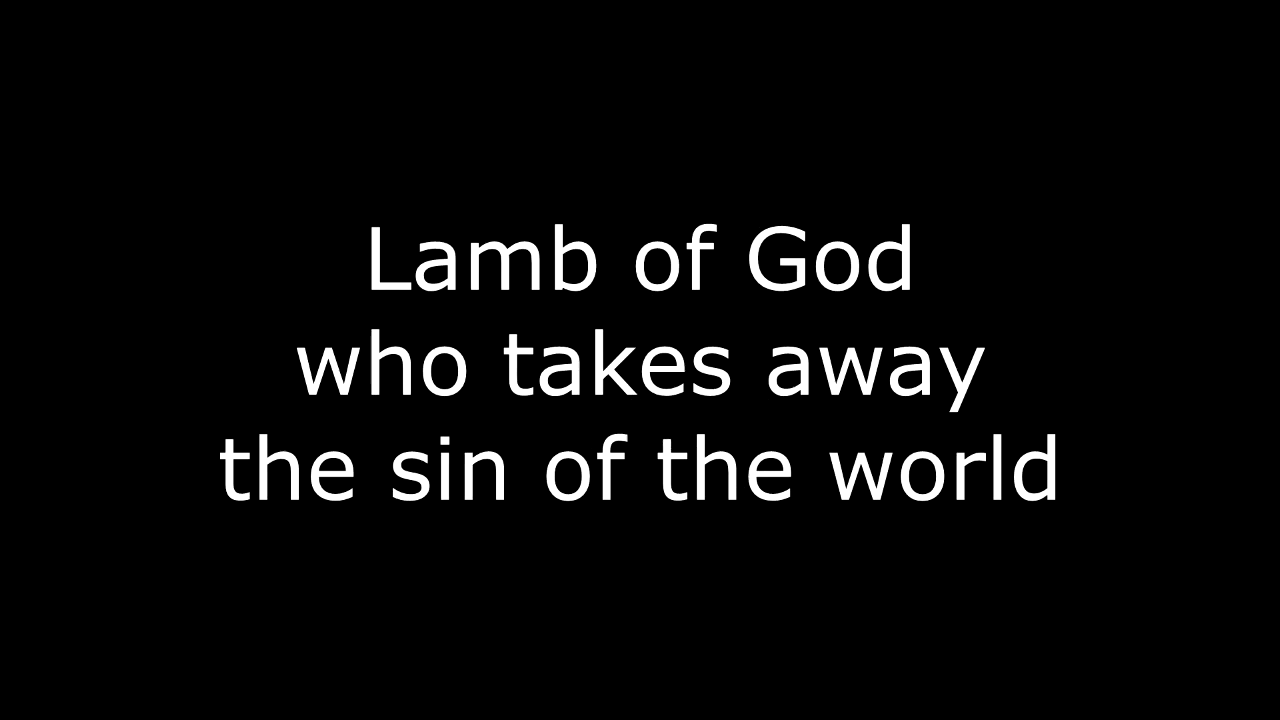 Lamb of God
who takes away
the sin of the world